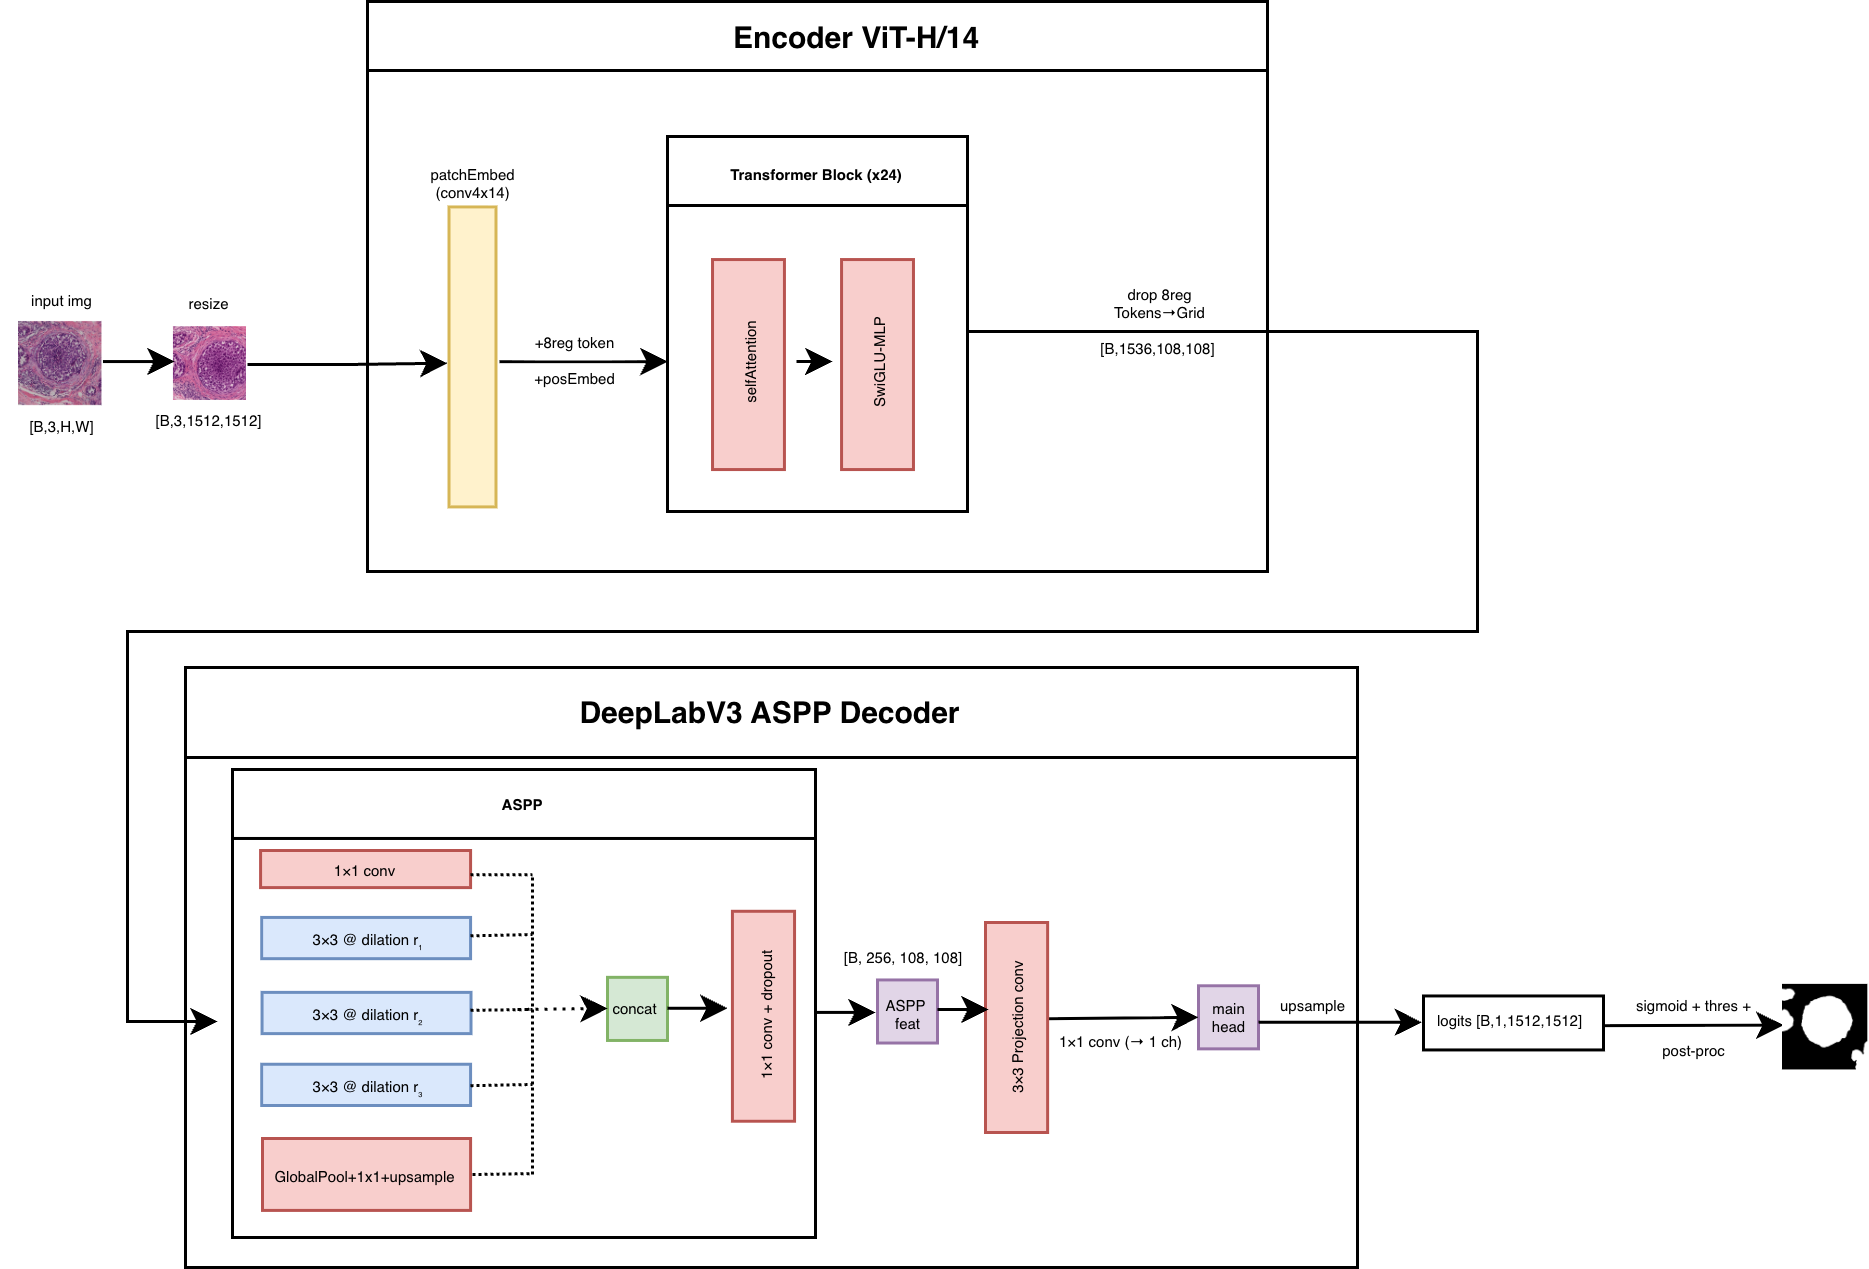 Encoder ViT-H/14
patchEmbed
(conv4x14)
Transformer Block (x24)
selfAttention
SwiGLU-MLP
input img
resize
[B,3,H,W]
[B,3,1512,1512]
+8reg token
+posEmbed
drop 8reg
Tokens→Grid
[B,1536,108,108]
DeepLabV3 ASPP Decoder
ASPP
1×1 conv
3×3 @ dilation r₁
3×3 @ dilation r₂
3×3 @ dilation r₃
GlobalPool+1x1+upsample
concat
1×1 conv + dropout
[B, 256, 108, 108]
ASPP
feat
3×3 Projection conv
1×1 conv (→ 1 ch)
main
head
upsample
logits [B,1,1512,1512]
sigmoid + thres +
post-proc